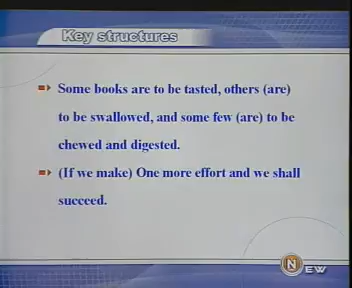 Key structures
Some books are to be tasted, others (are)
to be swallowed, and some few (are) to be
chewed and digested.
(If we make) One more effort and we shall
succeed.
NEW